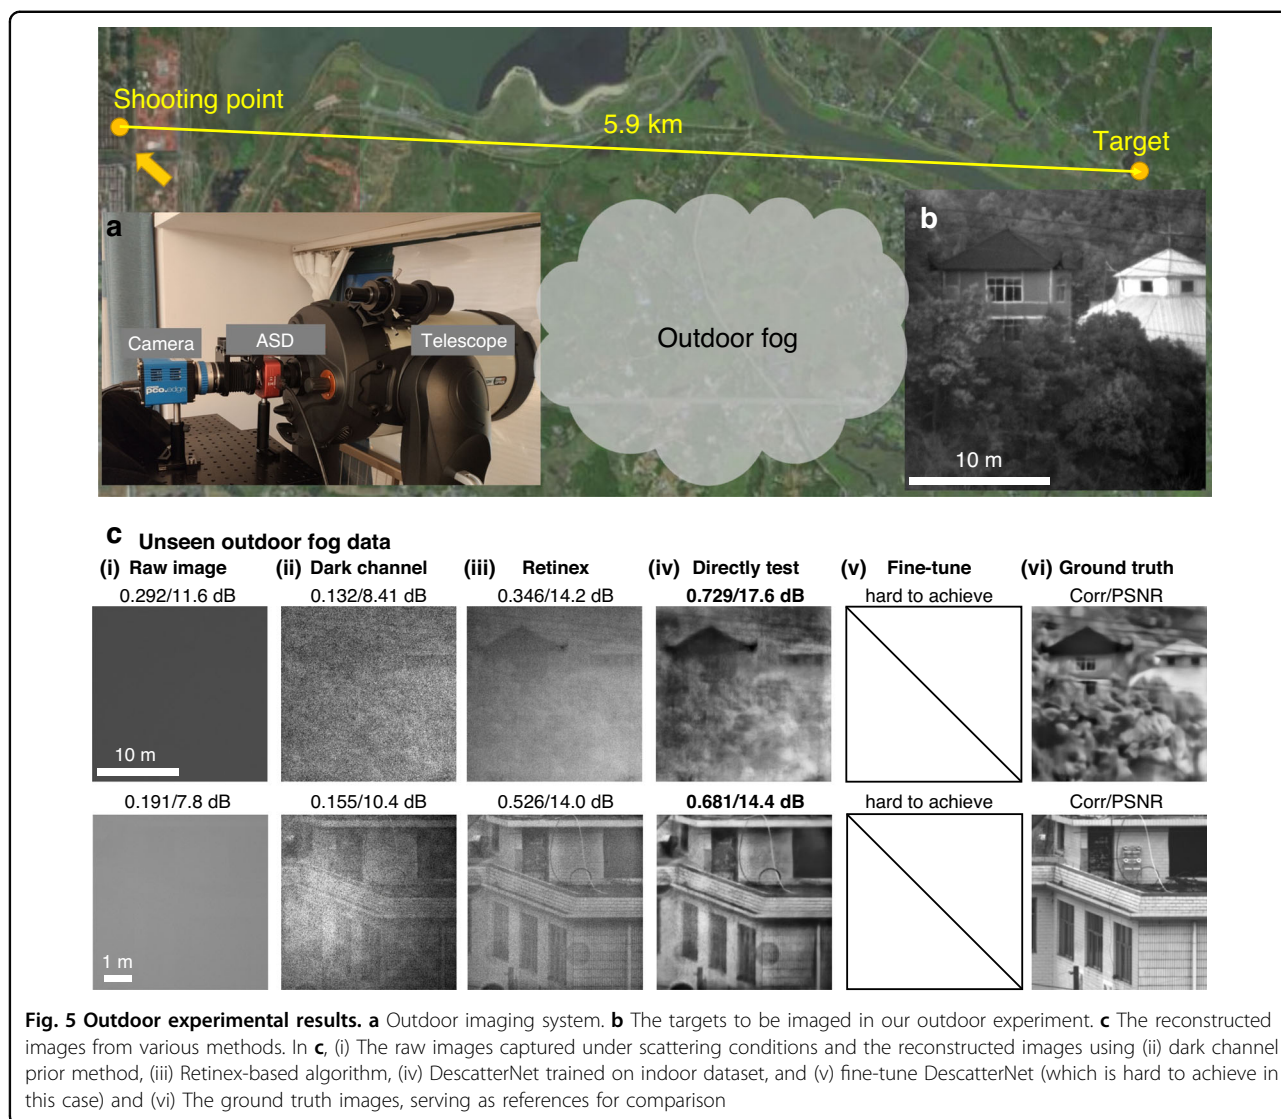 Shooting point
5.9 km
Target
a
b
Camera
ASD
Telescope
pco.edge
Outdoor fog
10 m
c Unseen outdoor fog data
(i) Raw image (ii) Dark channel (iii) Retinex (iv) Directly test (v) Fine-tune (vi) Ground truth
0.292/11.6 dB 0.132/8.41 dB 0.346/14.2 dB 0.729/17.6 dB hard to achieve Corr/PSNR
10 m
0.191/7.8 dB 0.155/10.4 dB 0.526/14.0 dB 0.681/14.4 dB hard to achieve Corr/PSNR
1 m
Fig. 5 Outdoor experimental results. a Outdoor imaging system. b The targets to be imaged in our outdoor experiment. c The reconstructed
images from various methods. In c, (i) The raw images captured under scattering conditions and the reconstructed images using (ii) dark channel
prior method, (iii) Retinex-based algorithm, (iv) DescatterNet trained on indoor dataset, and (v) fine-tune DescatterNet (which is hard to achieve in
this case) and (vi) The ground truth images, serving as references for comparison